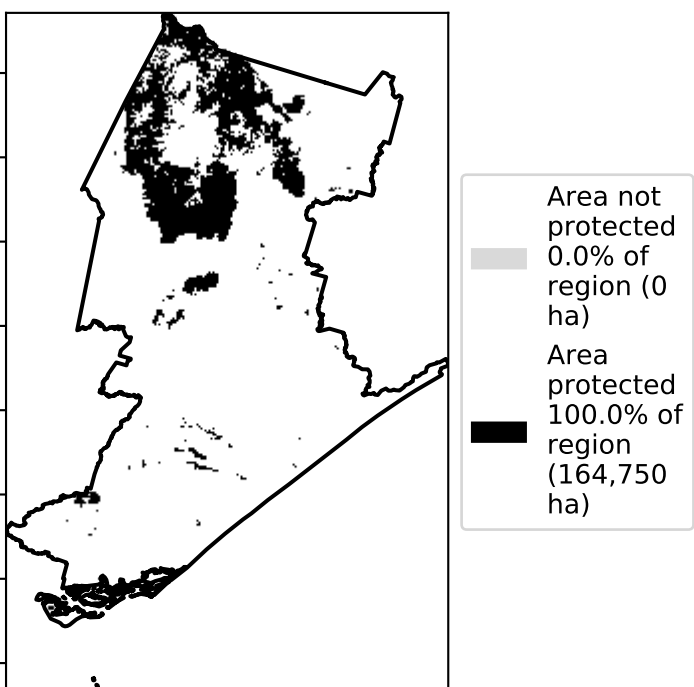 Area not
protected
0.0% of
region (0
ha)
Area
protected
100.0% of
region
(164,750
ha)